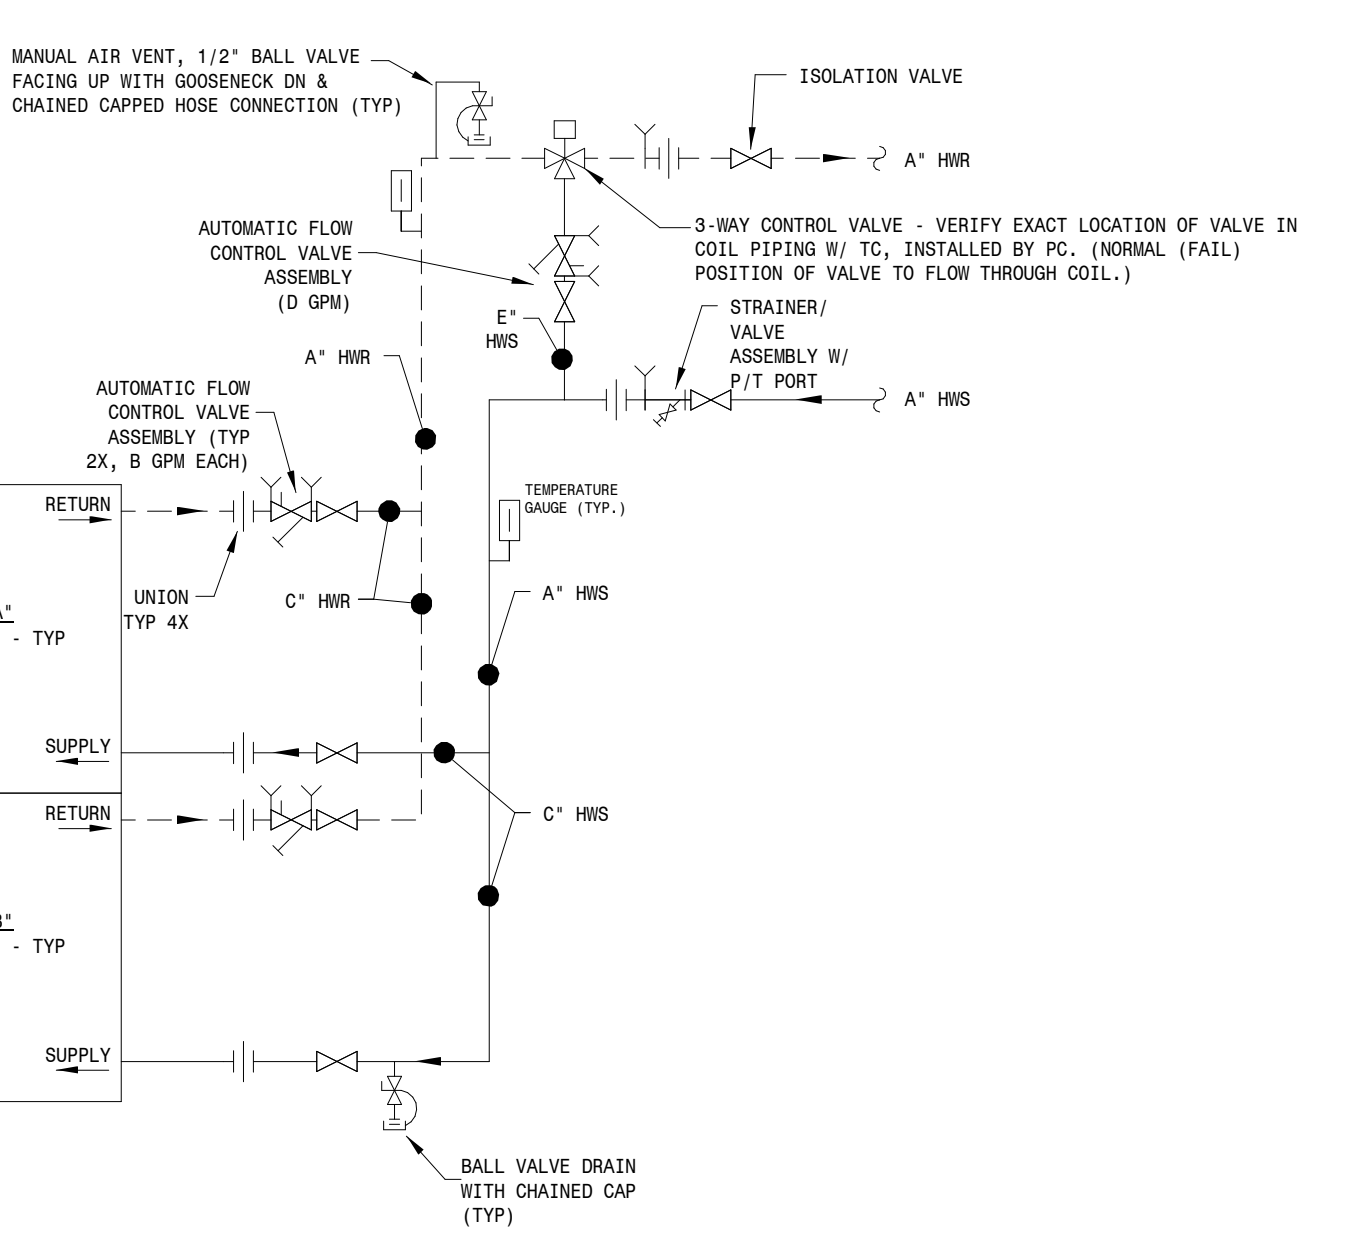 MANUAL AIR VENT, 1/2" BALL VALVE
FACING UP WITH GOOSENECK DN &
CHAINED CAPPED HOSE CONNECTION (TYP)
ISOLATION VALVE
A" HWR
3-WAY CONTROL VALVE - VERIFY EXACT LOCATION OF VALVE IN
COIL PIPING W/ TC, INSTALLED BY PC. (NORMAL (FAIL)
POSITION OF VALVE TO FLOW THROUGH COIL.)
AUTOMATIC FLOW
CONTROL VALVE
ASSEMBLY
(D GPM)
E"
HWS
STRAINER/
VALVE
ASSEMBLY W/
P/T PORT
A" HWS
A" HWR
AUTOMATIC FLOW
CONTROL VALVE
ASSEMBLY (TYP
2X, B GPM EACH)
RETURN
TEMPERATURE
GAUGE (TYP.)
UNION
TYP 4X
C" HWR
A" HWS
A"
- TYP
SUPPLY
RETURN
C" HWS
B"
- TYP
SUPPLY
BALL VALVE DRAIN
WITH CHAINED CAP
(TYP)